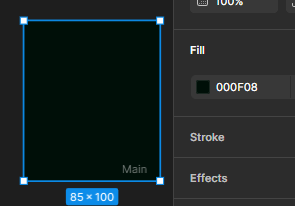 100%
Fill
000F08
Main
Stroke
85 × 100
Effects